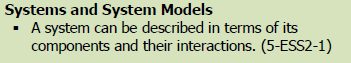 Systems and System Models
▪ A system can be described in terms of its
components and their interactions. (5-ESS2-1)